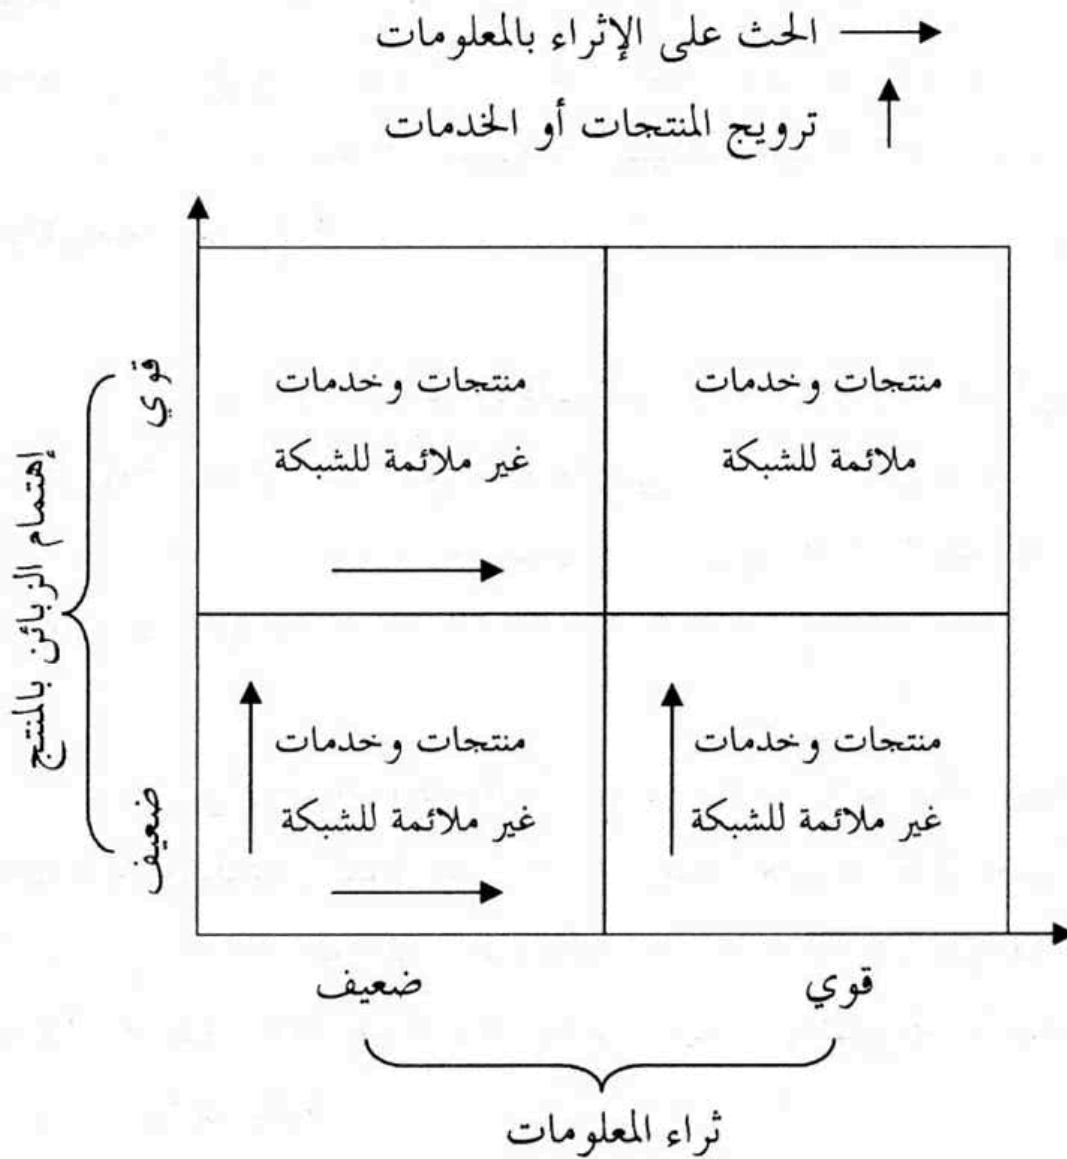 الحث على الإثراء بالمعلومات
ترويج المنتجات أو الخدمات
منتجات وخدمات
ملائمة للشبكة
منتجات وخدمات
غير ملائمة للشبكة
قوي
إهتمام الزبائن بالمنتج
ضعيف
منتجات وخدمات
غير ملائمة للشبكة
منتجات وخدمات
غير ملائمة للشبكة
قوي
ضعيف
ثراء المعلومات